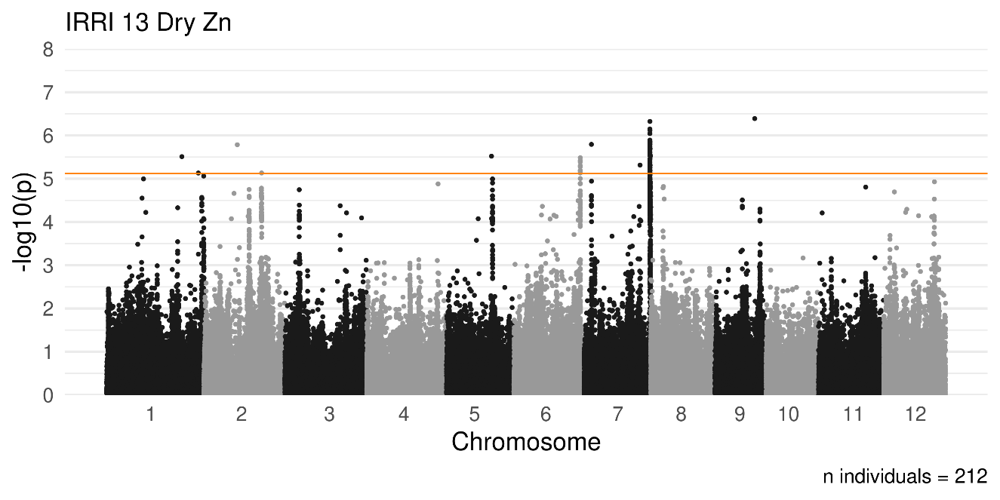 IRRI 13 Dry Zn
8
7
6
5
4
3
2
1
0
-log10(p)
1 2 3 4 5 6 7 8 9 10 11 12
Chromosome
n individuals = 212